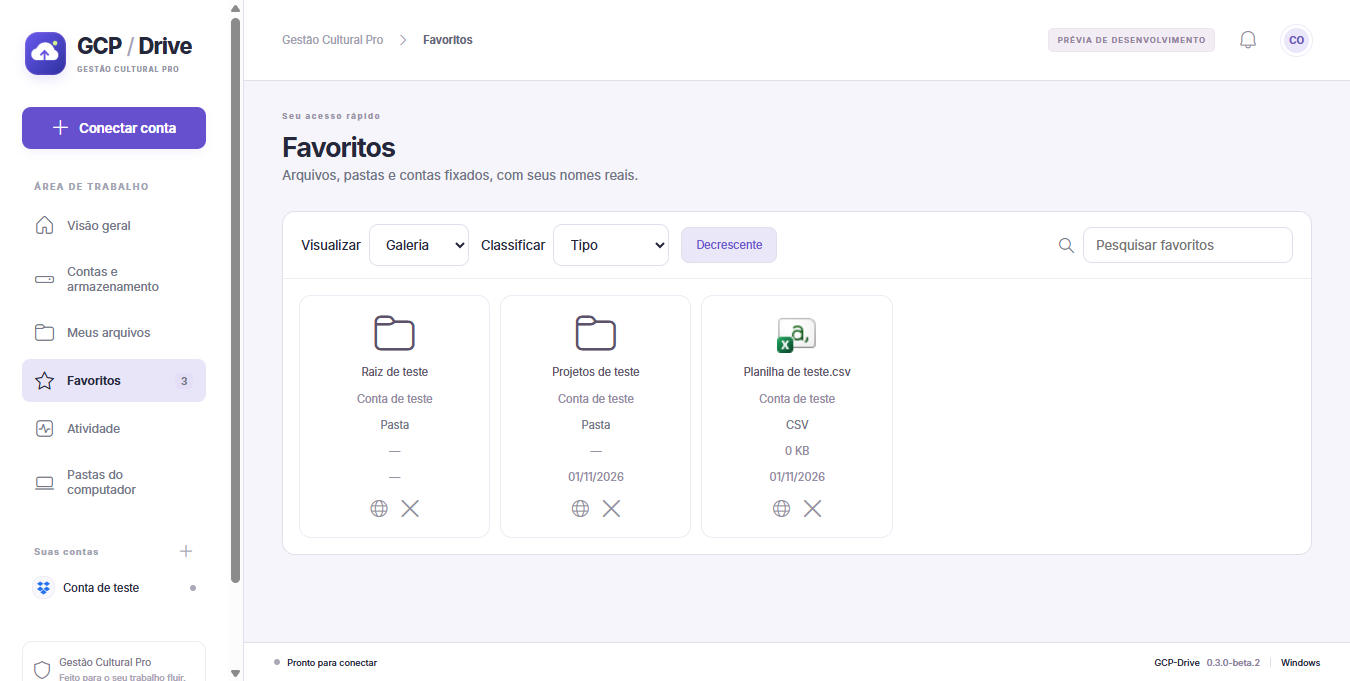 GCP / Drive
GESTÃO CULTURAL PRO
Conectar conta
ÁREA DE TRABALHO
Visão geral
Contas e
armazenamento
Meus arquivos
Favoritos 3
Atividade
Pastas do
computador
Suas contas
Conta de teste
Gestão Cultural Pro
Feito para o seu trabalho fluir.
Gestão Cultural Pro > Favoritos
PRÉVIA DE DESENVOLVIMENTO
CO
Seu acesso rápido
Favoritos
Arquivos, pastas e contas fixados, com seus nomes reais.
Visualizar Galeria Classificar Tipo Decrescente Pesquisar favoritos
Raiz de teste
Conta de teste
Pasta
—
—
Projetos de teste
Conta de teste
Pasta
—
01/11/2026
a,
X
Planilha de teste.csv
Conta de teste
CSV
0 KB
01/11/2026
Pronto para conectar
GCP-Drive 0.3.0-beta.2 Windows